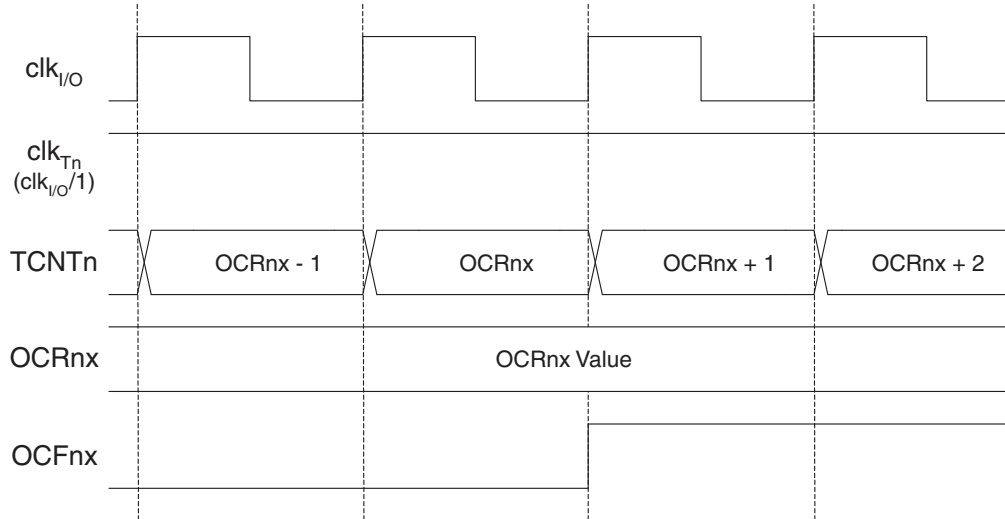 clkI/O
clkTn
(clkI/O/1)
TCNTn
OCRnx - 1
OCRnx
OCRnx + 1
OCRnx + 2
OCRnx
OCRnx Value
OCFnx